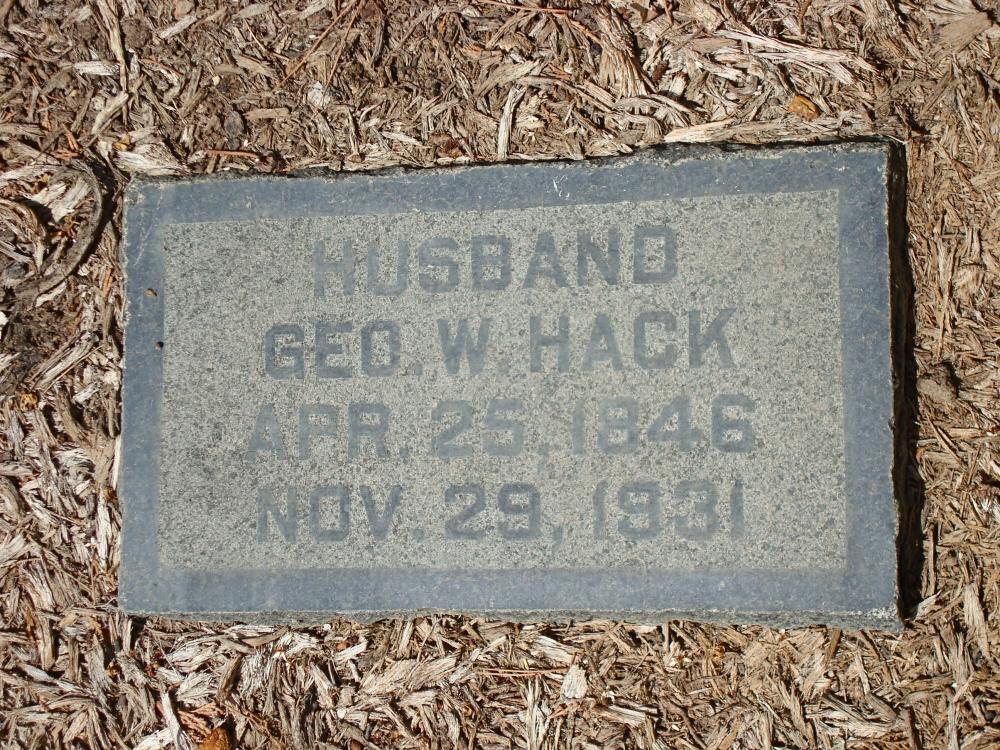 HUSBAND
GEO. W. HACK
APR. 25, 1846
NOV. 29, 1931